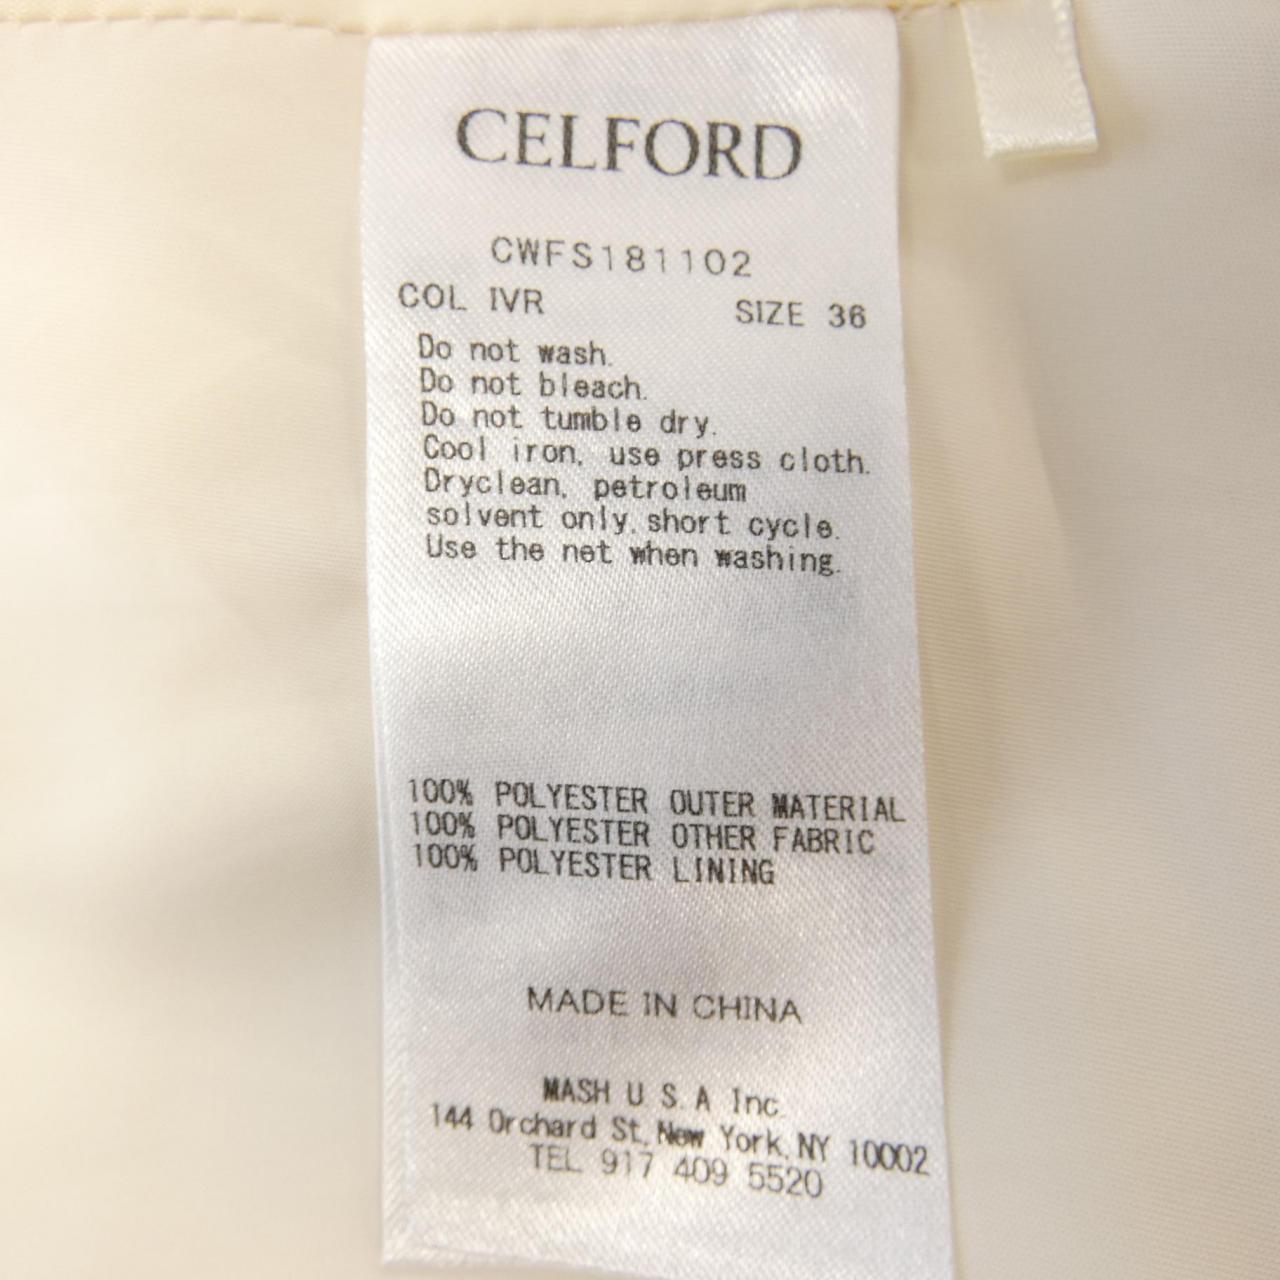 CELFORD
CWFS181102
COL IVR SIZE 36
Do not wash.
Do not bleach.
Do not tumble dry.
Cool iron, use press cloth.
Dryclean, petroleum
solvent only, short cycle.
Use the net when washing.
100% POLYESTER OUTER MATERIAL
100% POLYESTER OTHER FABRIC
100% POLYESTER LINING
MADE IN CHINA
MASH U.S.A Inc.
144 Orchard St, New York, NY 10002
TEL 917 409 5520